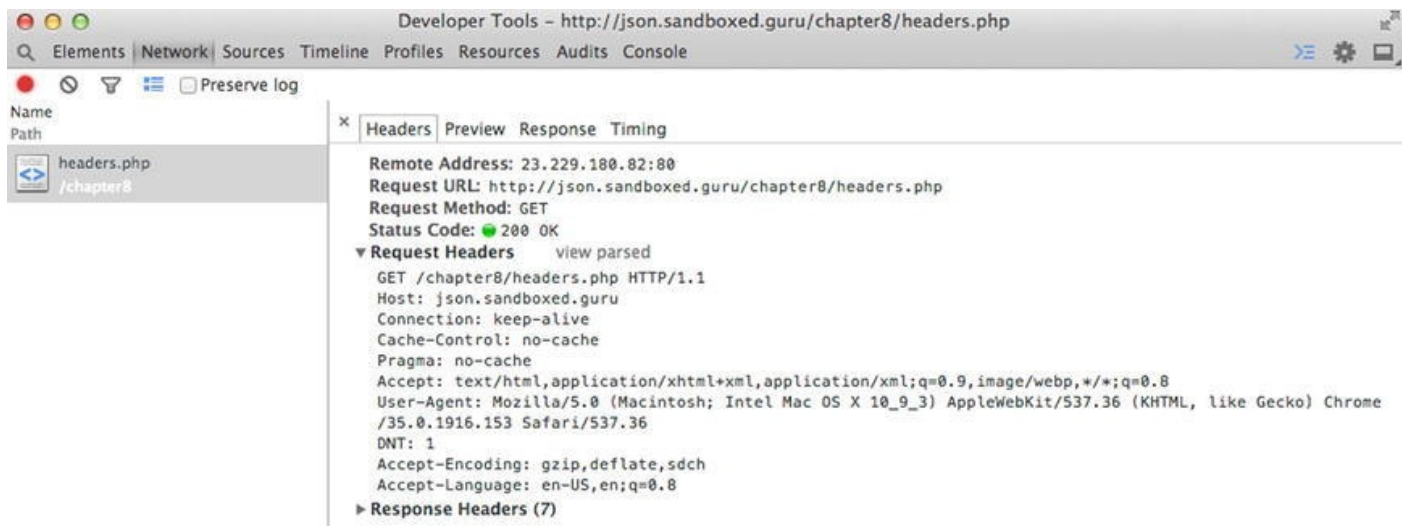 Developer Tools – http://json.sandboxed.guru/chapter8/headers.php
Elements Network Sources Timeline Profiles Resources Audits Console
Preserve log
Name
Path
headers.php
/chapter8
× Headers Preview Response Timing
Remote Address: 23.229.180.82:80
Request URL: http://json.sandboxed.guru/chapter8/headers.php
Request Method: GET
Status Code: 200 OK
Request Headers view parsed
GET /chapter8/headers.php HTTP/1.1
Host: json.sandboxed.guru
Connection: keep-alive
Cache-Control: no-cache
Pragma: no-cache
Accept: text/html,application/xhtml+xml,application/xml;q=0.9,image/webp,*/*;q=0.8
User-Agent: Mozilla/5.0 (Macintosh; Intel Mac OS X 10_9_3) AppleWebKit/537.36 (KHTML, like Gecko) Chrome
/35.0.1916.153 Safari/537.36
DNT: 1
Accept-Encoding: gzip,deflate,sdch
Accept-Language: en-US,en;q=0.8
Response Headers (7)